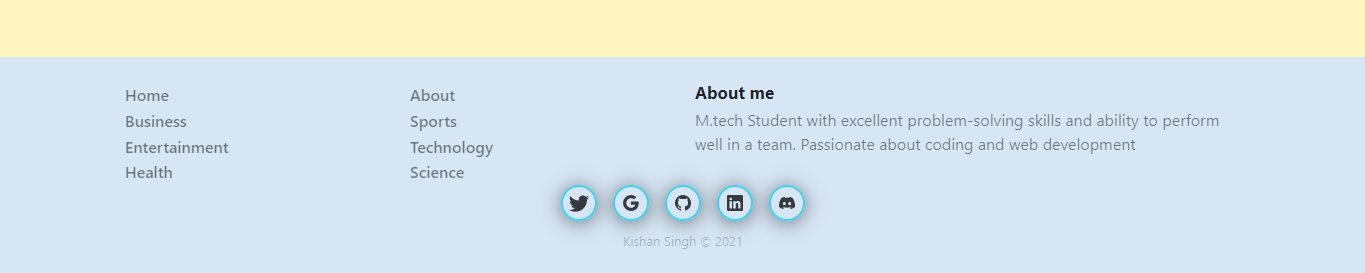 Home
Business
Entertainment
Health
About
Sports
Technology
Science
About me
M.tech Student with excellent problem-solving skills and ability to perform
well in a team. Passionate about coding and web development
Kishan Singh © 2021